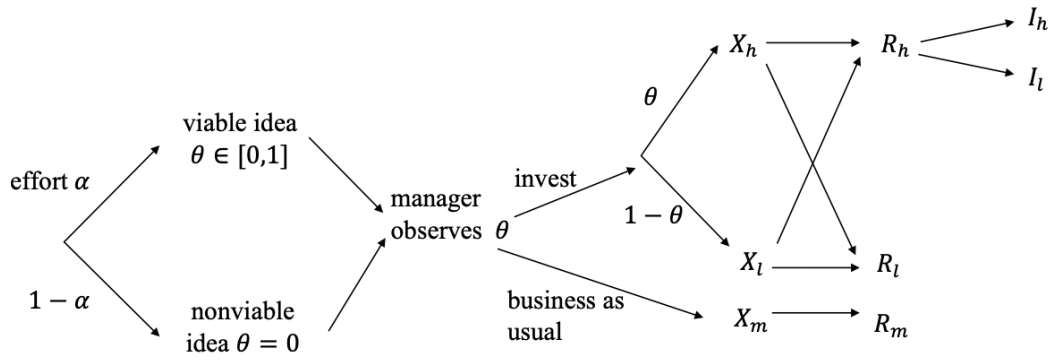 viable idea
θ ∈ [0,1]
effort α
1 − α
nonviable
idea θ = 0
manager
observes θ
invest
business as
usual
θ
1 − θ
X_h
X_l
X_m
R_h
R_l
R_m
I_h
I_l